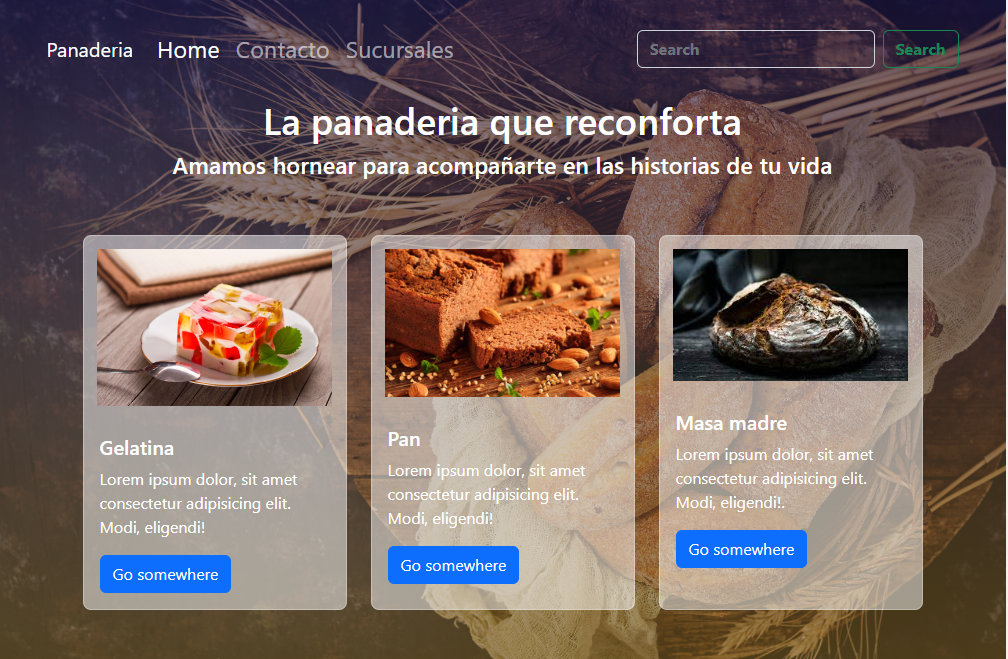 Panaderia Home Contacto Sucursales Search Search
La panaderia que reconforta
Amamos hornear para acompañarte en las historias de tu vida
Gelatina
Lorem ipsum dolor, sit amet
consectetur adipisicing elit.
Modi, eligendi!
Go somewhere
Pan
Lorem ipsum dolor, sit amet
consectetur adipisicing elit.
Modi, eligendi!
Go somewhere
Masa madre
Lorem ipsum dolor, sit amet
consectetur adipisicing elit.
Modi, eligendi!.
Go somewhere